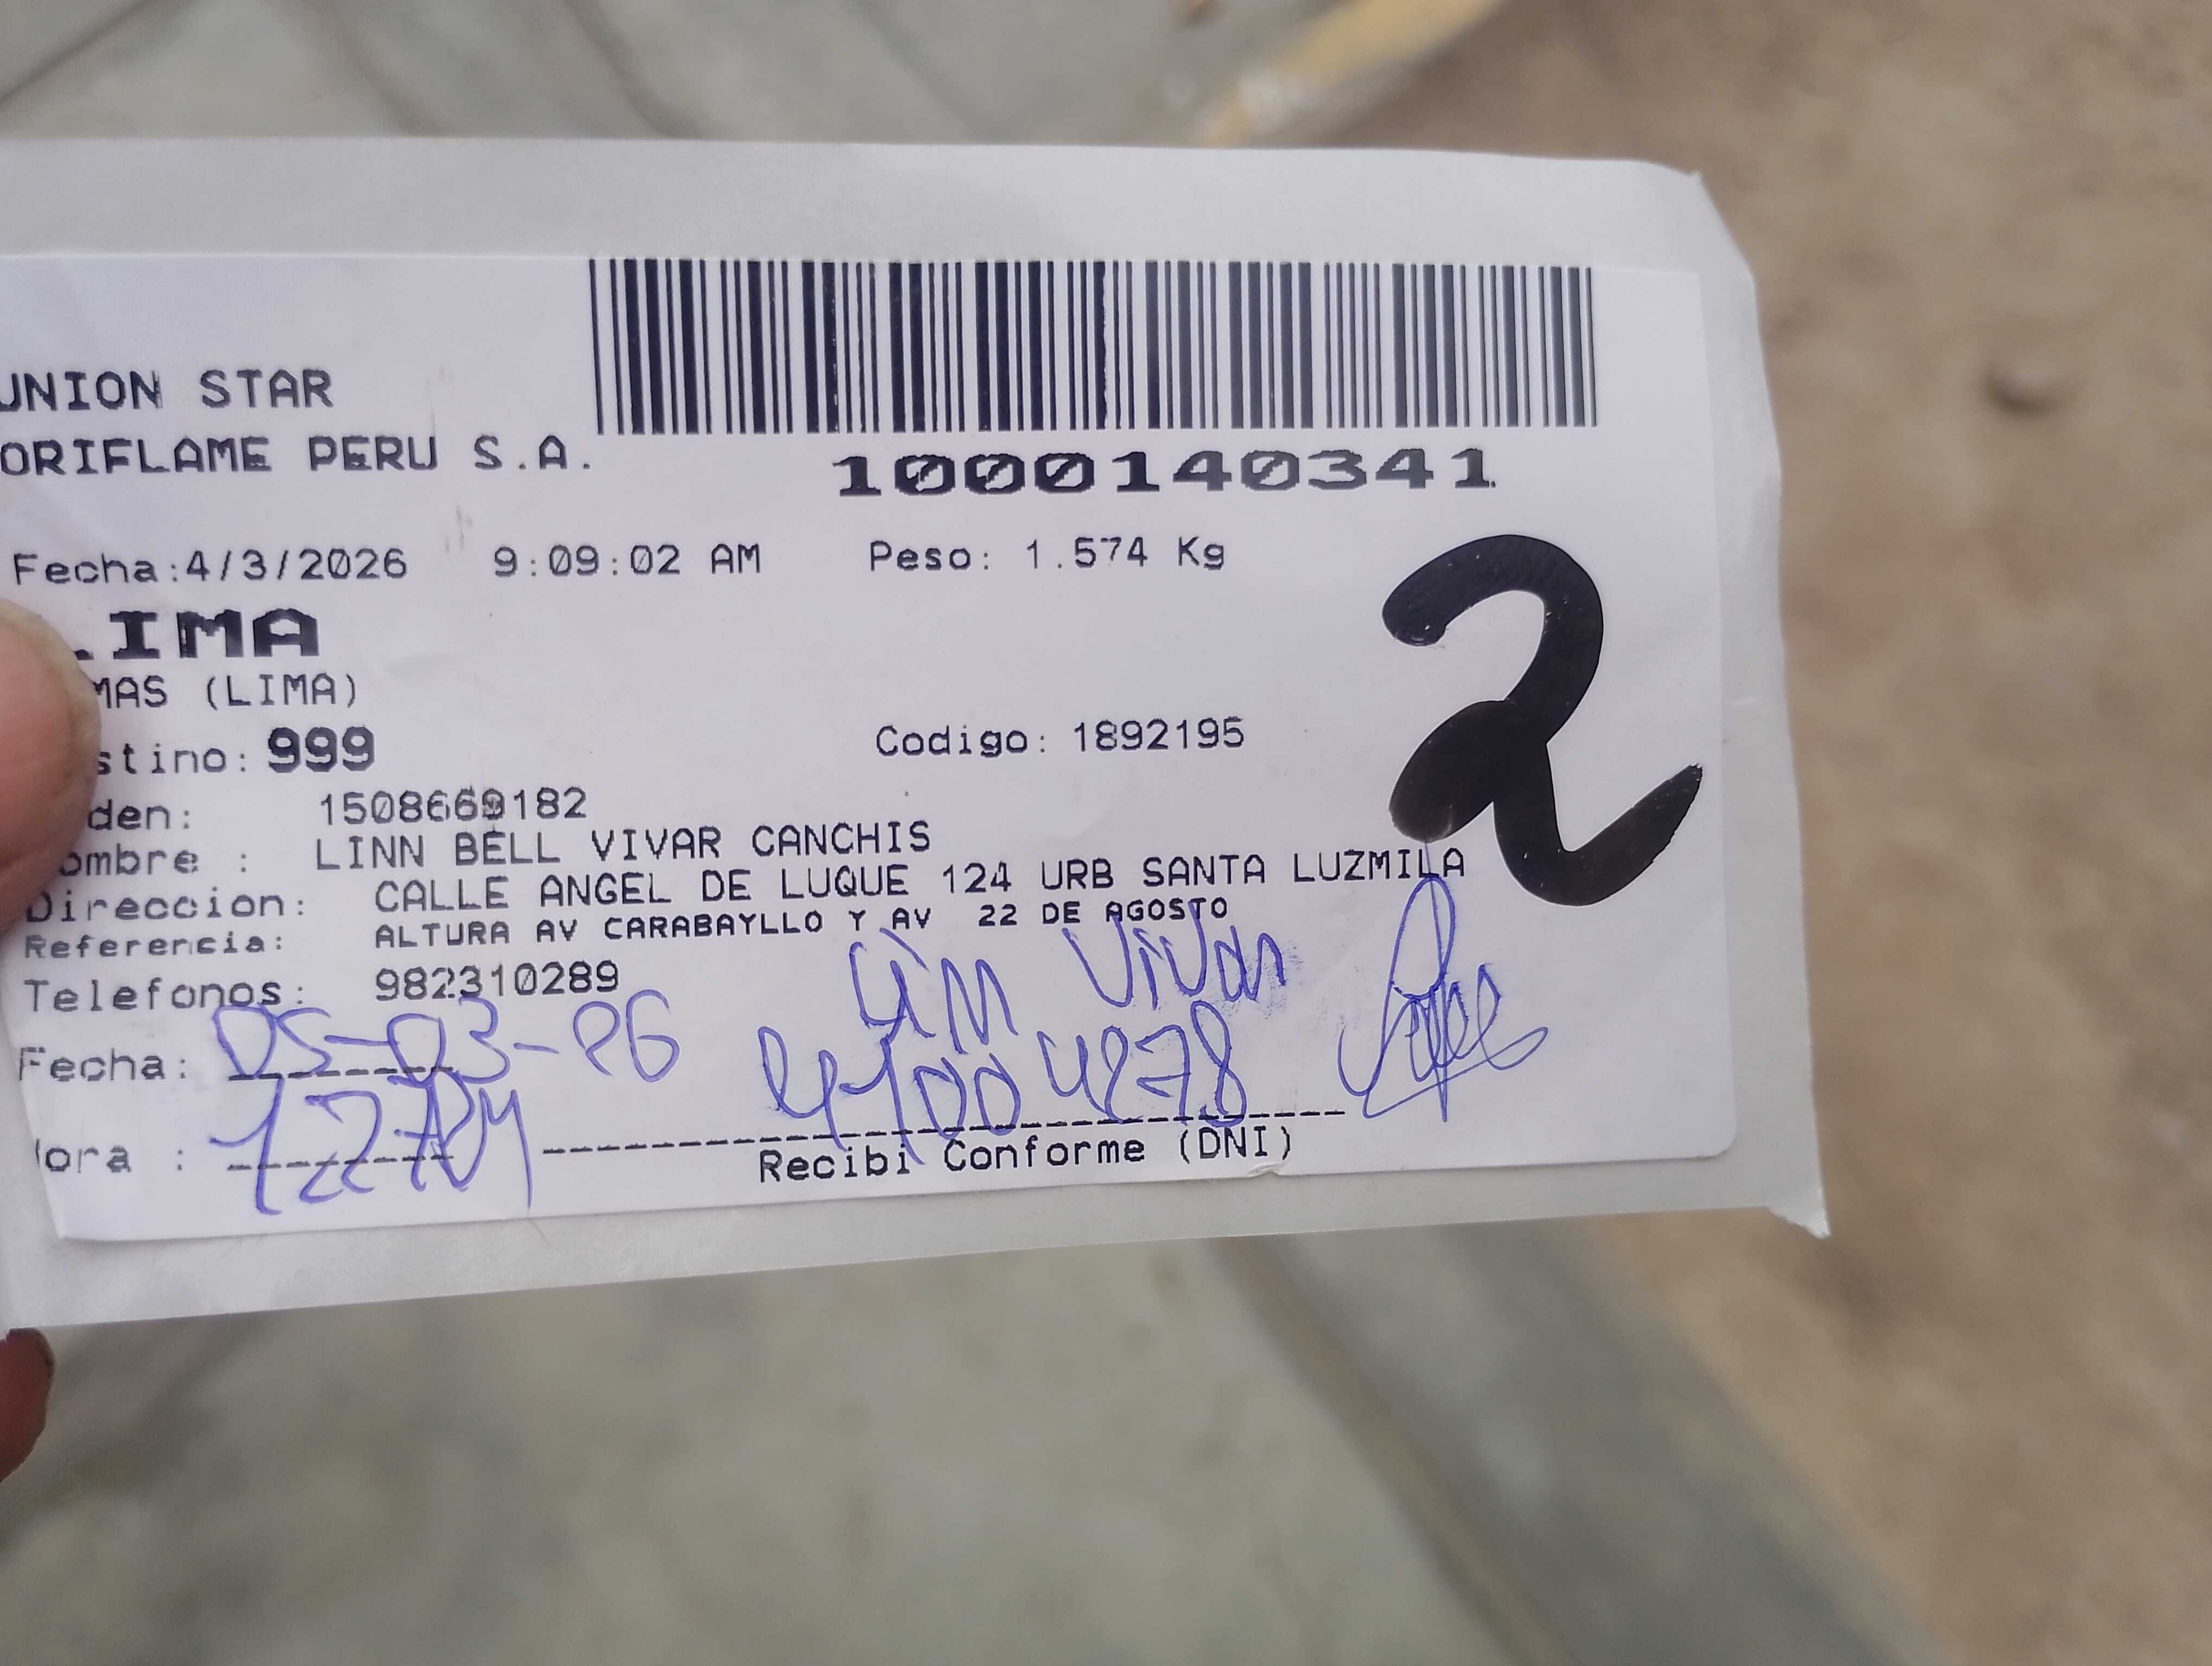 UNION STAR
ORIFLAME PERU S.A.
1000140341
Fecha:4/3/2026 9:09:02 AM Peso: 1.574 Kg
LIMA
MAS (LIMA)
stino: 999 Codigo: 1892195
2
den: 1508669182
ombre : LINN BELL VIVAR CANCHIS
Direccion: CALLE ANGEL DE LUQUE 124 URB SANTA LUZMILA
Referencia: ALTURA AV CARABAYLLO Y AV 22 DE AGOSTO
Telefonos: 982310289
Vivar
Fecha: 05-03-26
ora :
Recibi Conforme (DNI)